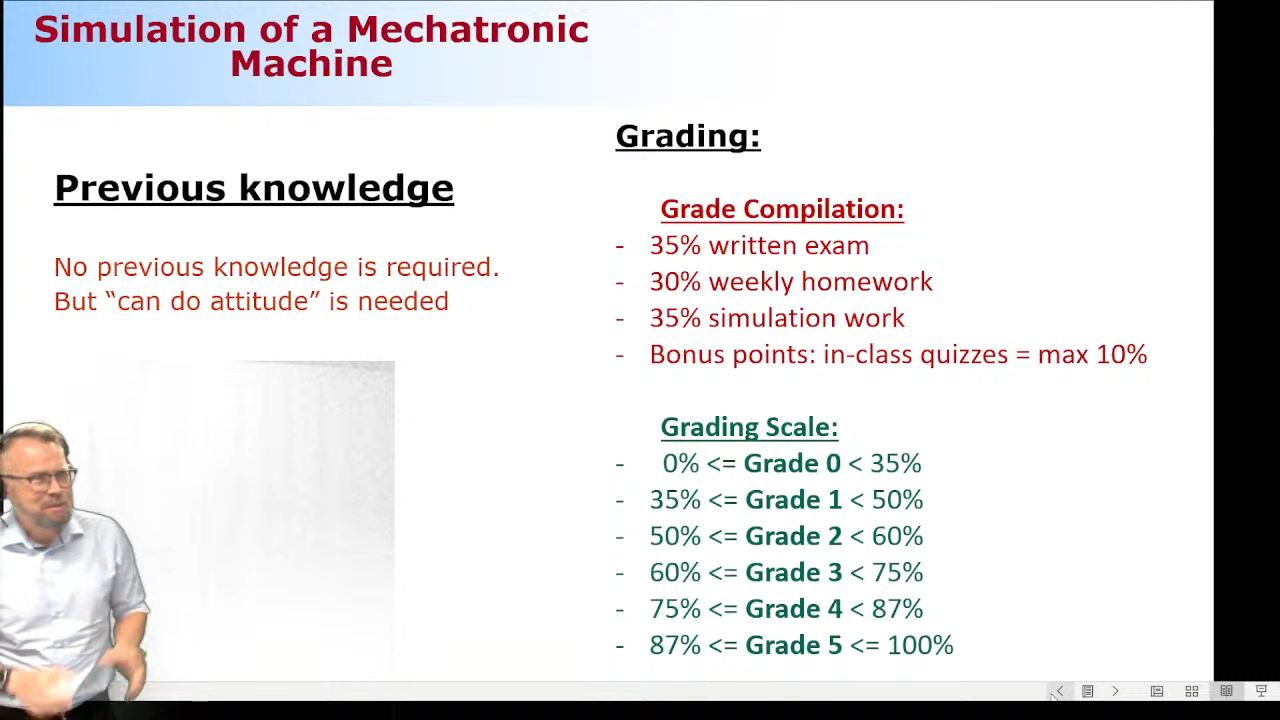 Simulation of a Mechatronic
Machine
Previous knowledge
No previous knowledge is required.
But “can do attitude” is needed
Grading:
Grade Compilation:
- 35% written exam
- 30% weekly homework
- 35% simulation work
- Bonus points: in-class quizzes = max 10%
Grading Scale:
- 0% <= Grade 0 < 35%
- 35% <= Grade 1 < 50%
- 50% <= Grade 2 < 60%
- 60% <= Grade 3 < 75%
- 75% <= Grade 4 < 87%
- 87% <= Grade 5 <= 100%